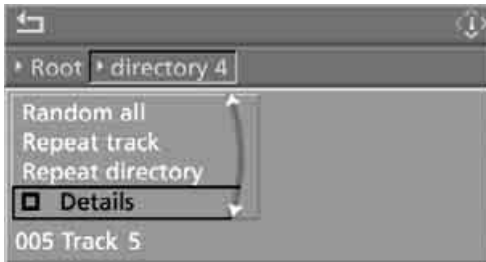 Root directory 4
Random all
Repeat track
Repeat directory
Details
005 Track 5